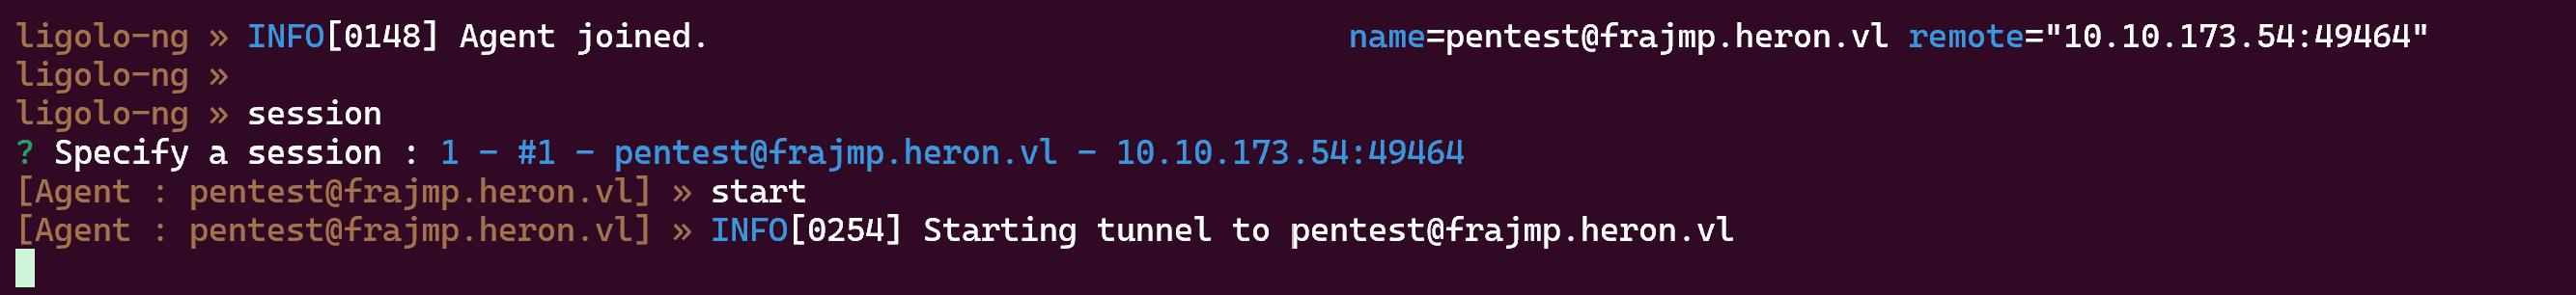 ligolo-ng » INFO[0148] Agent joined. name=pentest@frajmp.heron.vl remote="10.10.173.54:49464"
ligolo-ng »
ligolo-ng » session
? Specify a session : 1 - #1 - pentest@frajmp.heron.vl - 10.10.173.54:49464
[Agent : pentest@frajmp.heron.vl] » start
[Agent : pentest@frajmp.heron.vl] » INFO[0254] Starting tunnel to pentest@frajmp.heron.vl